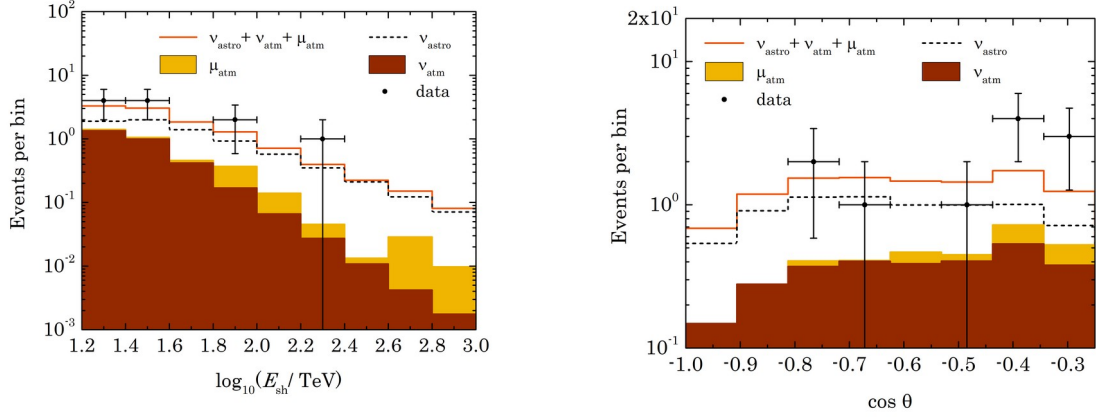 10²
ν_astro + ν_atm + μ_atm
ν_astro
μ_atm
ν_atm
data
10¹
10⁰
10⁻¹
10⁻²
10⁻³
Events per bin
1.2 1.4 1.6 1.8 2.0 2.2 2.4 2.6 2.8 3.0
log₁₀(E_sh/ TeV)
2x10¹
10¹
ν_astro + ν_atm + μ_atm
ν_astro
μ_atm
ν_atm
data
10⁰
10⁻¹
Events per bin
-1.0 -0.9 -0.8 -0.7 -0.6 -0.5 -0.4 -0.3
cos θ